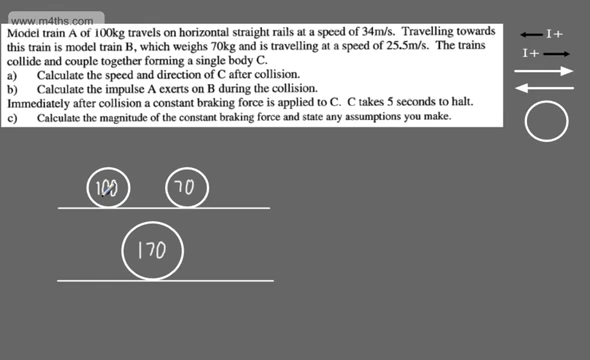 www.m4ths.com
Model train A of 100kg travels on horizontal straight rails at a speed of 34m/s. Travelling towards
this train is model train B, which weighs 70kg and is travelling at a speed of 25.5m/s. The trains
collide and couple together forming a single body C.
a) Calculate the speed and direction of C after collision.
b) Calculate the impulse A exerts on B during the collision.
Immediately after collision a constant braking force is applied to C. C takes 5 seconds to halt.
c) Calculate the magnitude of the constant braking force and state any assumptions you make.
I+
I+
100 70
170